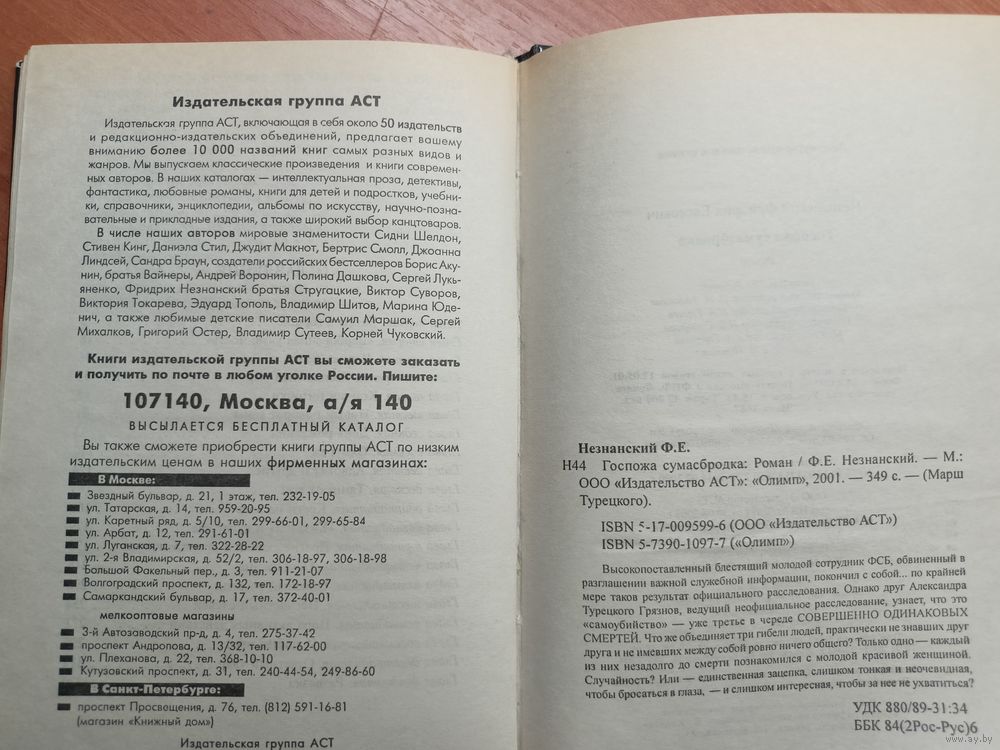 Издательская группа АСТ
Издательская группа АСТ, включающая в себя около 50 издательств
и редакционно-издательских объединений, предлагает вашему
вниманию более 10 000 названий книг самых разных видов и
жанров. Мы выпускаем классические произведения и книги современ-
ных авторов. В наших каталогах — интеллектуальная проза, детективы,
фантастика, любовные романы, книги для детей и подростков, учебни-
ки, справочники, энциклопедии, альбомы по искусству, научно-позна-
вательные и прикладные издания, а также широкий выбор канцтоваров.
В числе наших авторов мировые знаменитости Сидни Шелдон,
Стивен Кинг, Даниэла Стил, Джудит Макнот, Бертрис Смолл, Джоанна
Линдсей, Сандра Браун, создатели российских бестселлеров Борис Аку-
нин, братья Вайнеры, Андрей Воронин, Полина Дашкова, Сергей Лукь-
яненко, Фридрих Незнанский братья Стругацкие, Виктор Суворов,
Виктория Токарева, Эдуард Тополь, Владимир Шитов, Марина Юде-
нич, а также любимые детские писатели Самуил Маршак, Сергей
Михалков, Григорий Остер, Владимир Сутеев, Корней Чуковский.
Книги издательской группы АСТ вы сможете заказать
и получить по почте в любом уголке России. Пишите:
107140, Москва, а/я 140
ВЫСЫЛАЕТСЯ БЕСПЛАТНЫЙ КАТАЛОГ
Вы также сможете приобрести книги группы АСТ по низким
издательским ценам в наших фирменных магазинах:
В Москве:
Звездный бульвар, д. 21, 1 этаж, тел. 232-19-05
ул. Татарская, д. 14, тел. 959-20-95
ул. Каретный ряд, д. 5/10, тел. 299-66-01, 299-65-84
ул. Арбат, д. 12, тел. 291-61-01
ул. Луганская, д. 7, тел. 322-28-22
ул. 2-я Владимирская, д. 52/2, тел. 306-18-97, 306-18-98
Большой Факельный пер., д. 3, тел. 911-21-07
Волгоградский проспект, д. 132, тел. 172-18-97
Самаркандский бульвар, д. 17, тел. 372-40-01
мелкооптовые магазины
3-й Автозаводский пр-д, д. 4, тел. 275-37-42
проспект Андропова, д. 13/32, тел. 117-62-00
ул. Плеханова, д. 22, тел. 368-10-10
Кутузовский проспект, д. 31, тел. 240-44-54, 249-86-60
В Санкт-Петербурге:
проспект Просвещения, д. 76, тел. (812) 591-16-81
(магазин «Книжный дом»)
Издательская группа АСТ
Незнанский Ф.Е.
Н44 Госпожа сумасбродка: Роман / Ф.Е. Незнанский. — М.:
ООО «Издательство АСТ»: «Олимп», 2001. — 349 с. — (Марш
Турецкого).
ISBN 5-17-009599-6 (ООО «Издательство АСТ»)
ISBN 5-7390-1097-7 («Олимп»)
Высокопоставленный блестящий молодой сотрудник ФСБ, обвиненный в
разглашении важной служебной информации, покончил с собой... по крайней
мере таков результат официального расследования. Однако друг Александра
Турецкого Грязнов, ведущий неофициальное расследование, узнает, что это
«самоубийство» — уже третье в череде СОВЕРШЕННО ОДИНАКОВЫХ
СМЕРТЕЙ. Что же объединяет три гибели людей, практически не знавших друг
друга и не имевших между собой ровно ничего общего? Только одно — каждый
из них незадолго до смерти познакомился с молодой красивой женщиной.
Случайность? Или — единственная зацепка, слишком тонкая и неочевидная,
чтобы бросаться в глаза, — и слишком интересная, чтобы за нее не ухватиться?
УДК 880/89-31:34
ББК 84(2Рос-Рус)6
www.ay.by